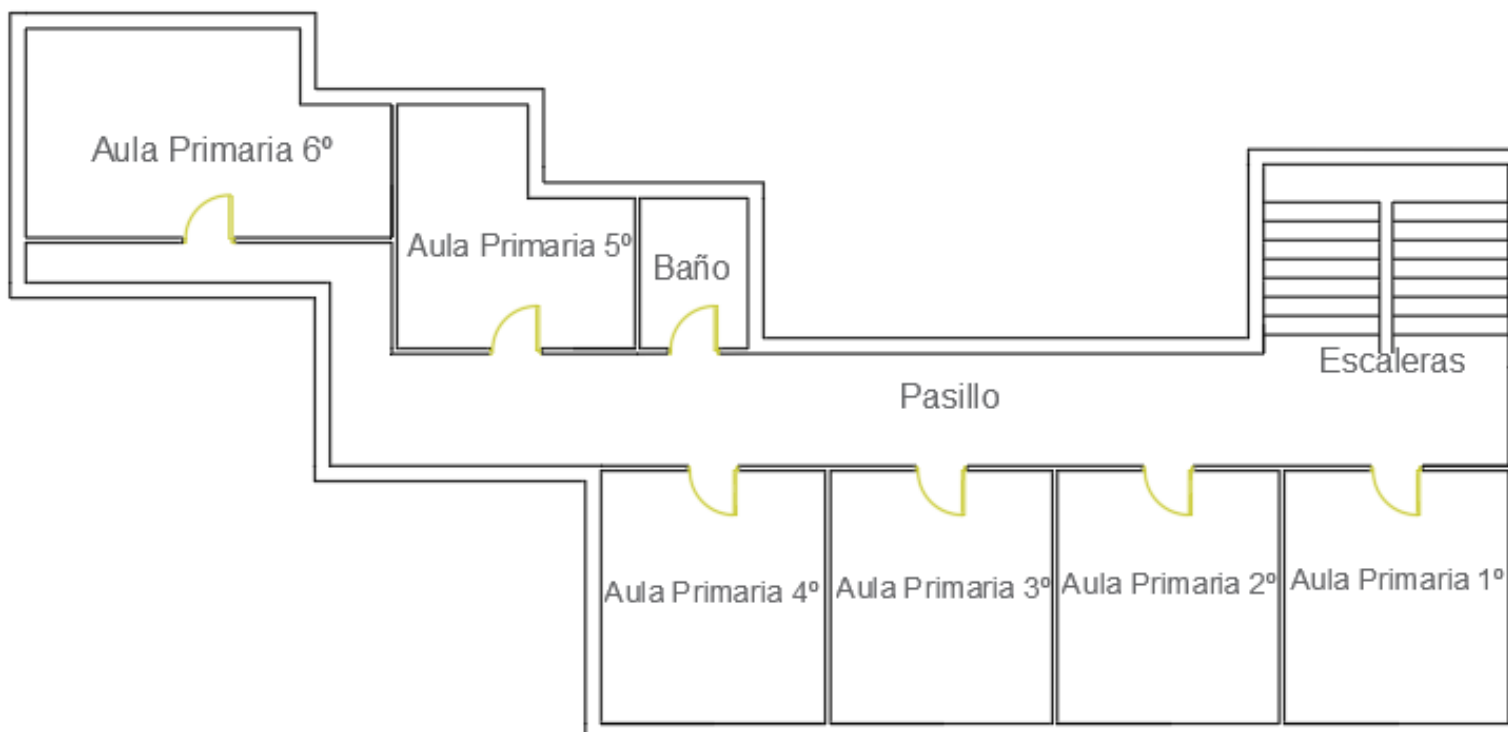 Aula Primaria 6º
Aula Primaria 5º
Baño
Escaleras
Pasillo
Aula Primaria 4º
Aula Primaria 3º
Aula Primaria 2º
Aula Primaria 1º